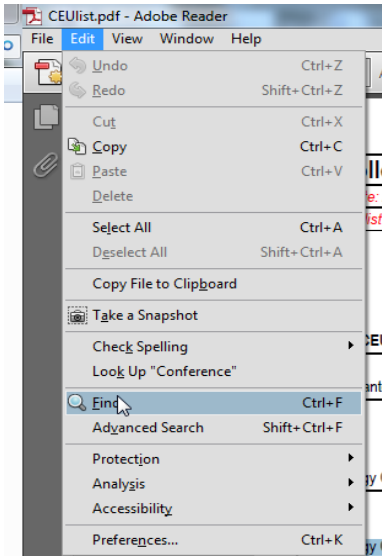 CEUlist.pdf - Adobe Reader
File Edit View Window Help
Undo Ctrl+Z
Redo Shift+Ctrl+Z
Cut Ctrl+X
Copy Ctrl+C
Paste Ctrl+V
Delete
Select All Ctrl+A
Deselect All Shift+Ctrl+A
Copy File to Clipboard
Take a Snapshot
Check Spelling
Look Up "Conference"
Find Ctrl+F
Advanced Search Shift+Ctrl+F
Protection
Analysis
Accessibility
Preferences... Ctrl+K